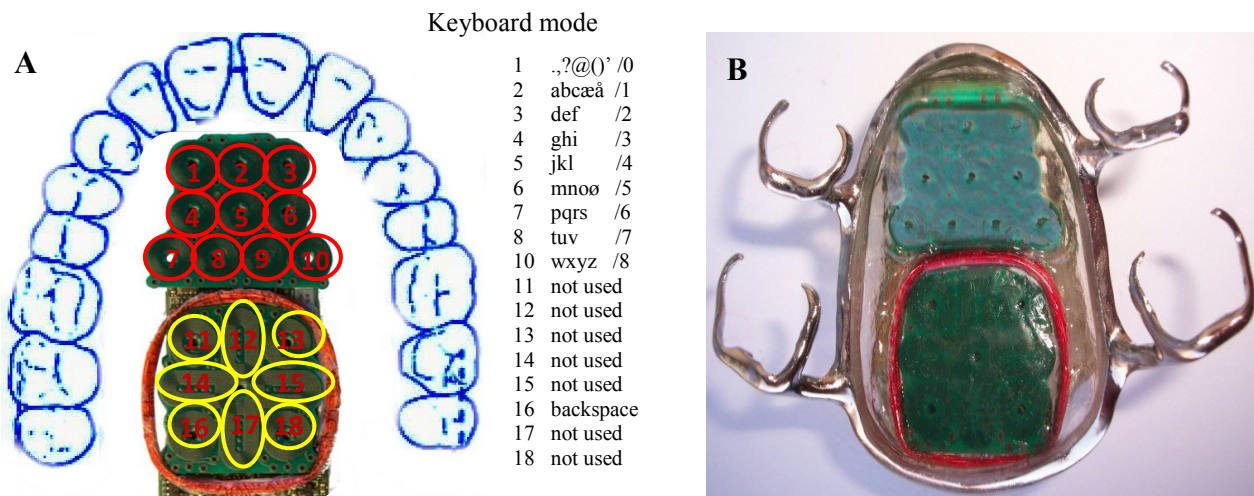 Keyboard mode
A
1 .,?@()’ /0
2 abcæå /1
3 def /2
4 ghi /3
5 jkl /4
6 mnoø /5
7 pqrs /6
8 tuv /7
10 wxyz /8
11 not used
12 not used
13 not used
14 not used
15 not used
16 backspace
17 not used
18 not used
1 2 3
4 5 6
7 8 9 10
11 12 13
14 15
16 17 18
B